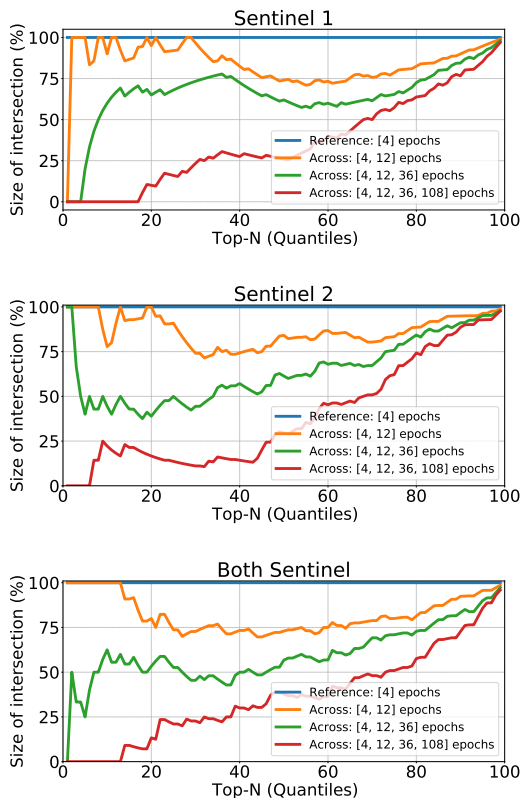 Sentinel 1
Size of intersection (%)
100
75
50
25
0
Reference: [4] epochs
Across: [4, 12] epochs
Across: [4, 12, 36] epochs
Across: [4, 12, 36, 108] epochs
0 20 40 60 80 100
Top-N (Quantiles)
Sentinel 2
Size of intersection (%)
100
75
50
25
0
Reference: [4] epochs
Across: [4, 12] epochs
Across: [4, 12, 36] epochs
Across: [4, 12, 36, 108] epochs
0 20 40 60 80 100
Top-N (Quantiles)
Both Sentinel
Size of intersection (%)
100
75
50
25
0
Reference: [4] epochs
Across: [4, 12] epochs
Across: [4, 12, 36] epochs
Across: [4, 12, 36, 108] epochs
0 20 40 60 80 100
Top-N (Quantiles)